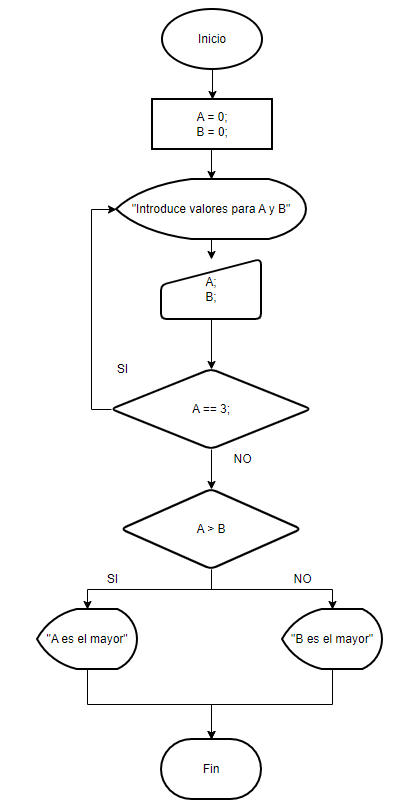 Inicio
A = 0;
B = 0;
"Introduce valores para A y B"
A;
B;
SI
A == 3;
NO
A > B
SI
NO
"A es el mayor"
"B es el mayor"
Fin